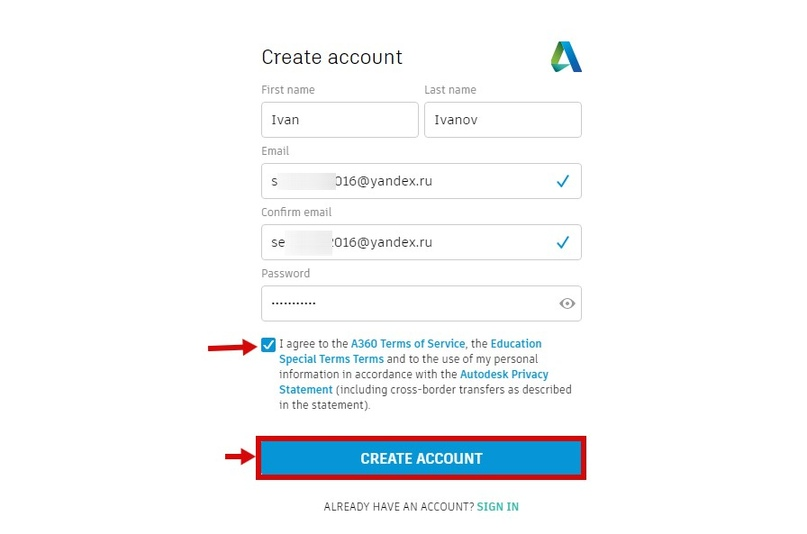 Create account
First name Last name
Ivan Ivanov
Email
s 016@yandex.ru
Confirm email
se 2016@yandex.ru
Password
•••••••••••
I agree to the A360 Terms of Service, the Education
Special Terms Terms and to the use of my personal
information in accordance with the Autodesk Privacy
Statement (including cross-border transfers as described
in the statement).
CREATE ACCOUNT
ALREADY HAVE AN ACCOUNT? SIGN IN